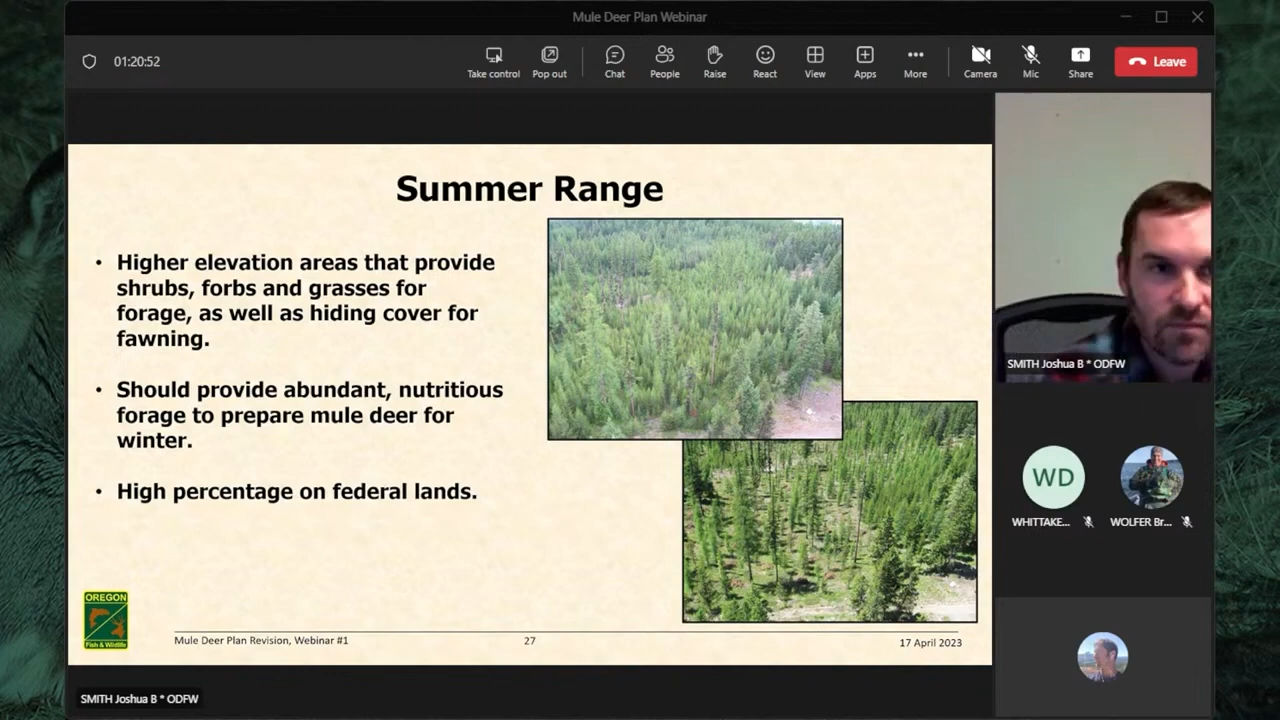 Mule Deer Plan Webinar
01:20:52
Take control
Pop out
Chat
People
Raise
React
View
Apps
More
Camera
Mic
Share
Leave
Summer Range
• Higher elevation areas that provide
shrubs, forbs and grasses for
forage, as well as hiding cover for
fawning.
• Should provide abundant, nutritious
forage to prepare mule deer for
winter.
• High percentage on federal lands.
OREGON
Fish & Wildlife
Mule Deer Plan Revision, Webinar #1
27
17 April 2023
SMITH Joshua B * ODFW
WD
WHITTAKE...
WOLFER Br...
SMITH Joshua B * ODFW